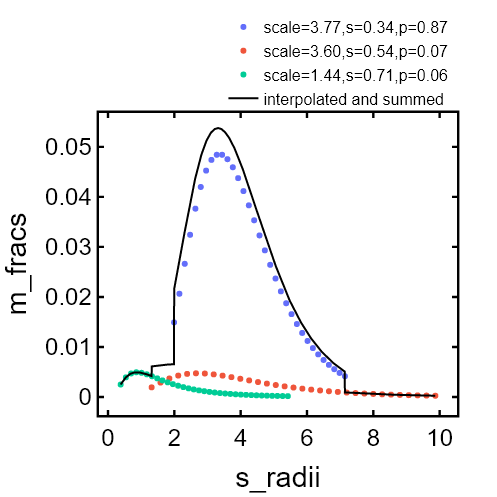 scale=3.77,s=0.34,p=0.87
scale=3.60,s=0.54,p=0.07
scale=1.44,s=0.71,p=0.06
interpolated and summed
0.05
0.04
0.03
0.02
0.01
0
m_fracs
0 2 4 6 8 10
s_radii